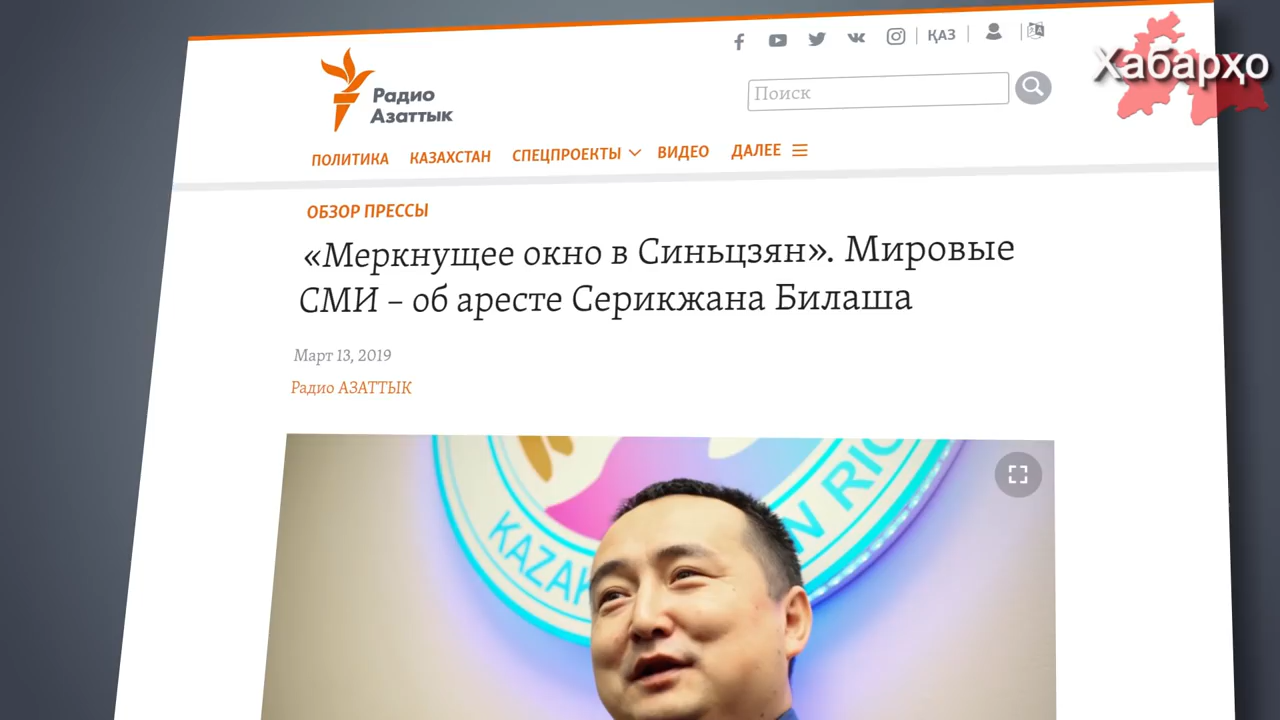 Хабарҳо
ҚАЗ
Радио
Азаттык
Поиск
ПОЛИТИКА КАЗАХСТАН СПЕЦПРОЕКТЫ ВИДЕО ДАЛЕЕ
ОБЗОР ПРЕССЫ
«Меркнущее окно в Синьцзян». Мировые
СМИ – об аресте Серикжана Билаша
Март 13, 2019
Радио АЗАТТЫК
KAZAK
N RIG